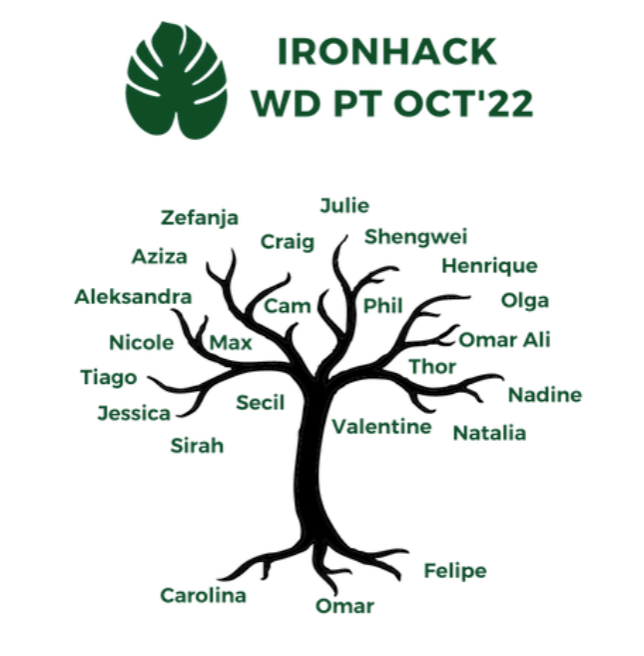 IRONHACK
WD PT OCT'22
Julie
Zefanja
Shengwei
Craig
Aziza
Henrique
Aleksandra
Olga
Cam
Phil
Omar Ali
Nicole
Max
Thor
Tiago
Nadine
Secil
Jessica
Valentine
Natalia
Sirah
Felipe
Carolina
Omar